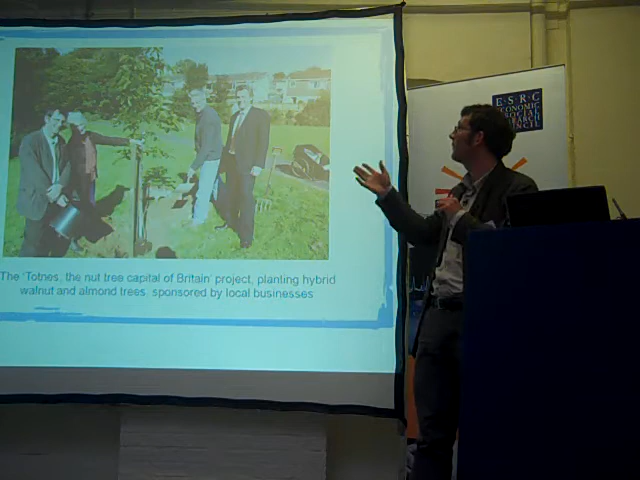 The 'Totnes, the nut tree capital of Britain' project, planting hybrid
walnut and almond trees, sponsored by local businesses
E·S·R·C
ECONOMIC
& SOCIAL
RESEARCH
COUNCIL